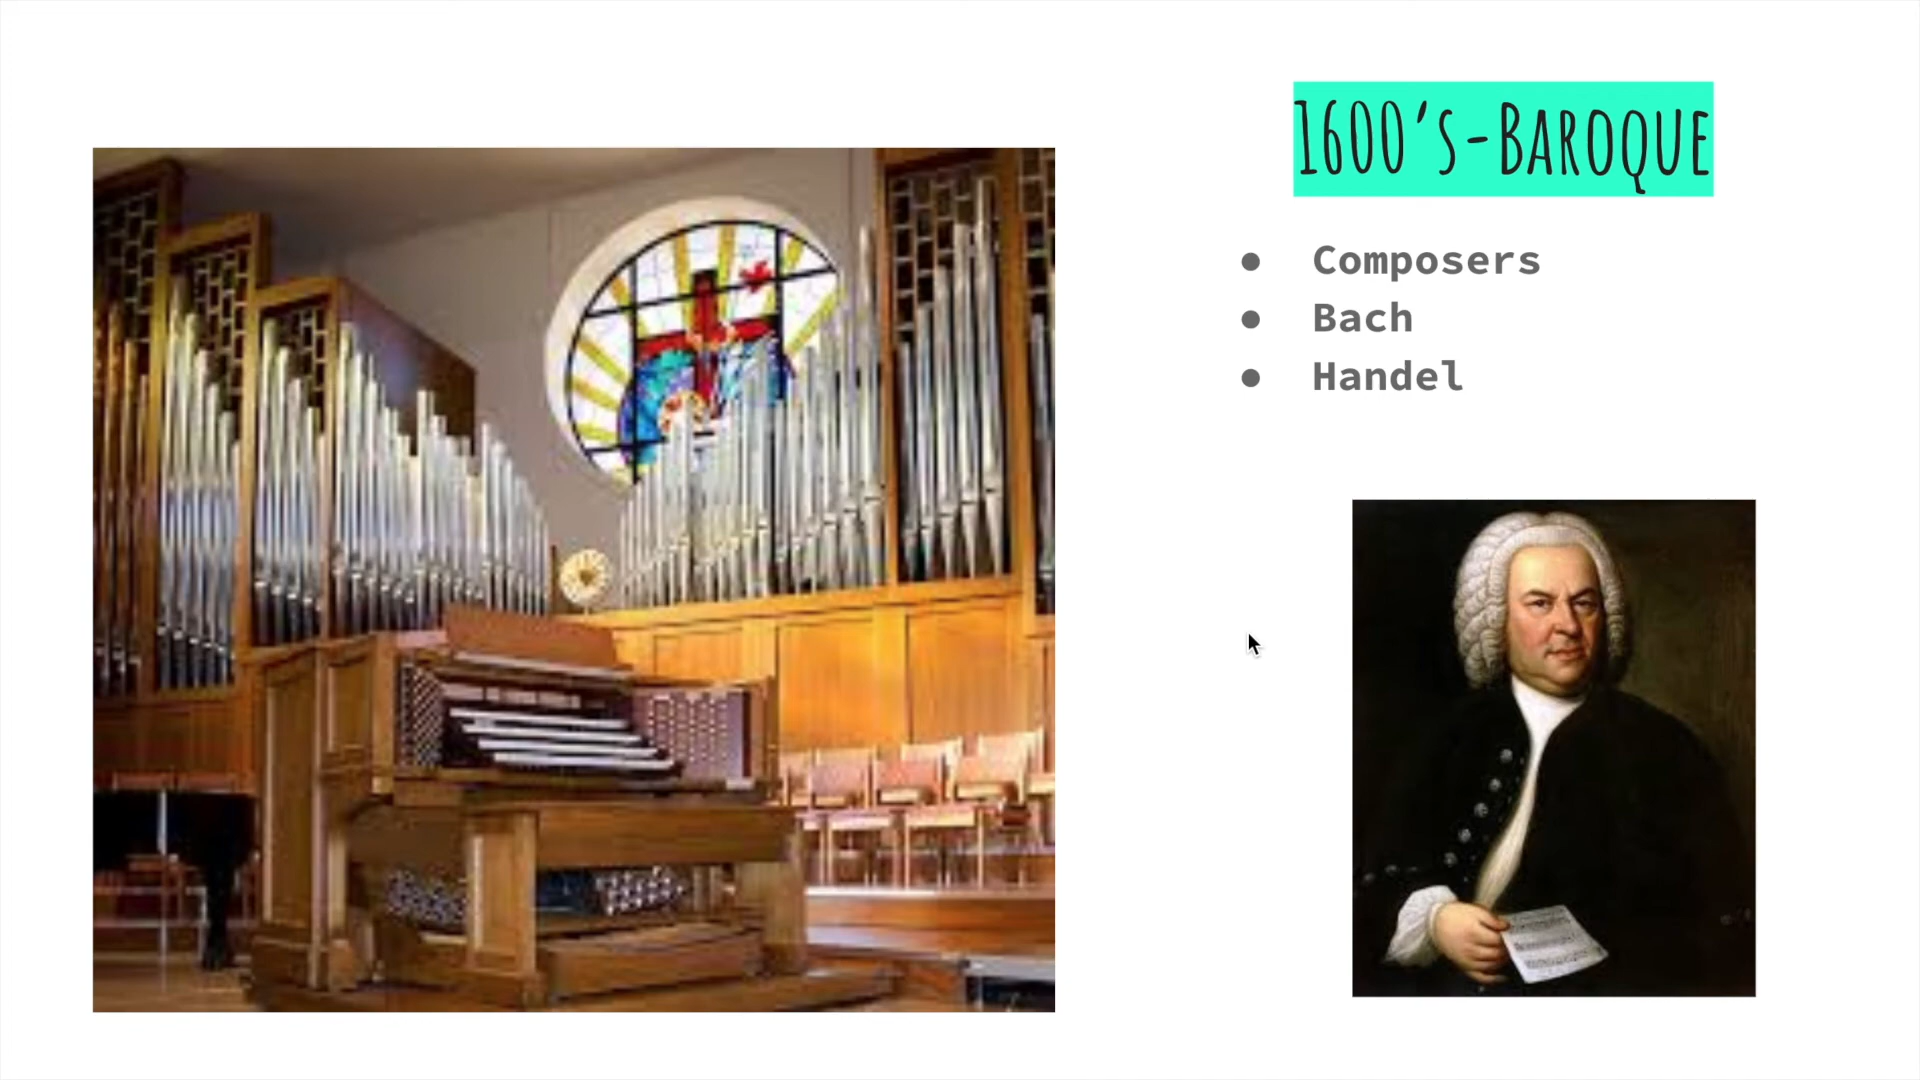 1600's-Baroque
● Composers
● Bach
● Handel